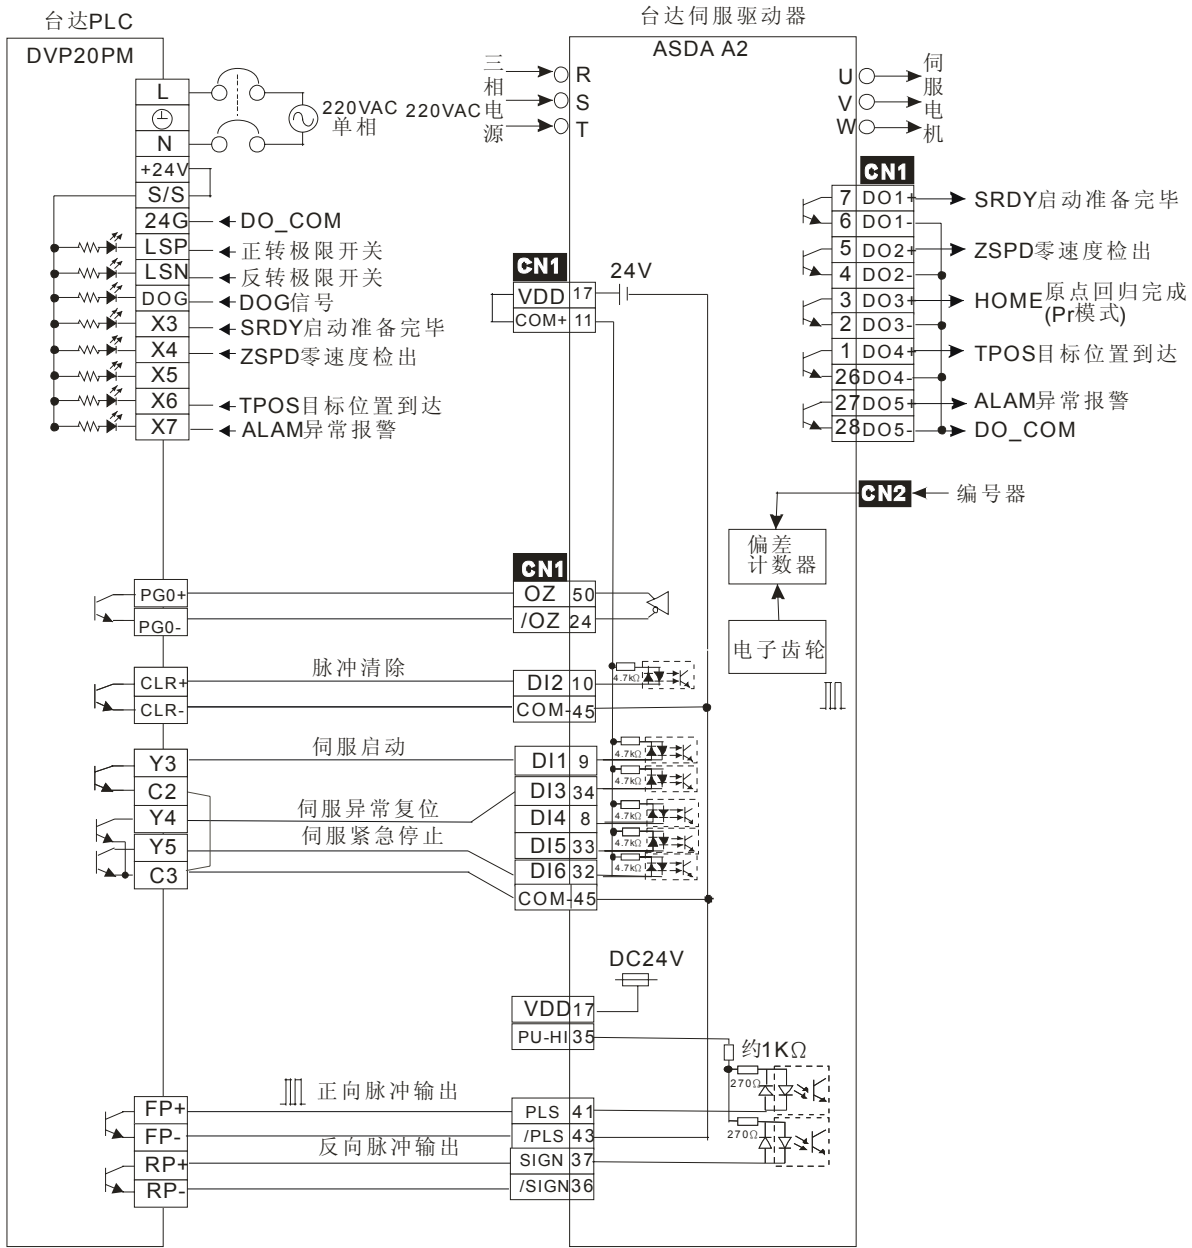 台达PLC
DVP20PM
L
N
+24V
S/S
24G
LSP
LSN
DOG
X3
X4
X5
X6
X7
220VAC
单相
DO_COM
正转极限开关
反转极限开关
DOG信号
SRDY启动准备完毕
ZSPD零速度检出
TPOS目标位置到达
ALAM异常报警
台达伺服驱动器
ASDA A2
220VAC
三相电源
R
S
T
U
V
W
伺服电机
CN1
7 DO1+
6 DO1-
5 DO2+
4 DO2-
3 DO3+
2 DO3-
1 DO4+
26 DO4-
27 DO5+
28 DO5-
SRDY启动准备完毕
ZSPD零速度检出
HOME原点回归完成
(Pr模式)
TPOS目标位置到达
ALAM异常报警
DO_COM
CN2
编号器
偏差
计数器
电子齿轮
CN1
24V
VDD 17
COM+ 11
PG0+
PG0-
CN1
OZ 50
/OZ 24
CLR+
CLR-
脉冲清除
DI2 10
COM- 45
4.7kΩ
Y3
C2
Y4
Y5
C3
伺服启动
伺服异常复位
伺服紧急停止
DI1 9
DI3 34
DI4 8
DI5 33
DI6 32
COM- 45
4.7kΩ
4.7kΩ
4.7kΩ
4.7kΩ
4.7kΩ
DC24V
VDD 17
PU-HI 35
约1KΩ
270Ω
270Ω
FP+
FP-
RP+
RP-
正向脉冲输出
反向脉冲输出
PLS 41
/PLS 43
SIGN 37
/SIGN 36